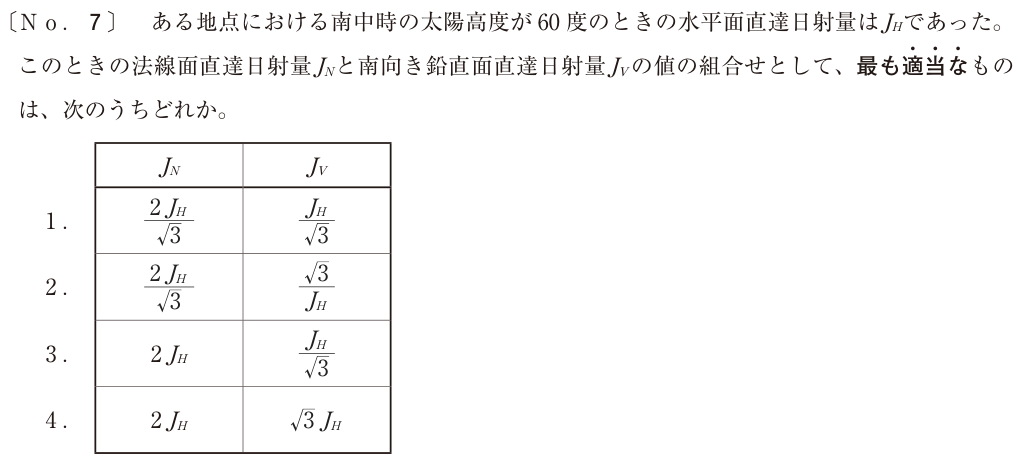 〔Ｎｏ．７〕　ある地点における南中時の太陽高度が60度のときの水平面直達日射量はJHであった。
このときの法線面直達日射量JNと南向き鉛直面直達日射量JVの値の組合せとして、最も適当なもの
は、次のうちどれか。
JN JV
1． 2JH/√3 JH/√3
2． 2JH/√3 √3/JH
3． 2JH JH/√3
4． 2JH √3JH